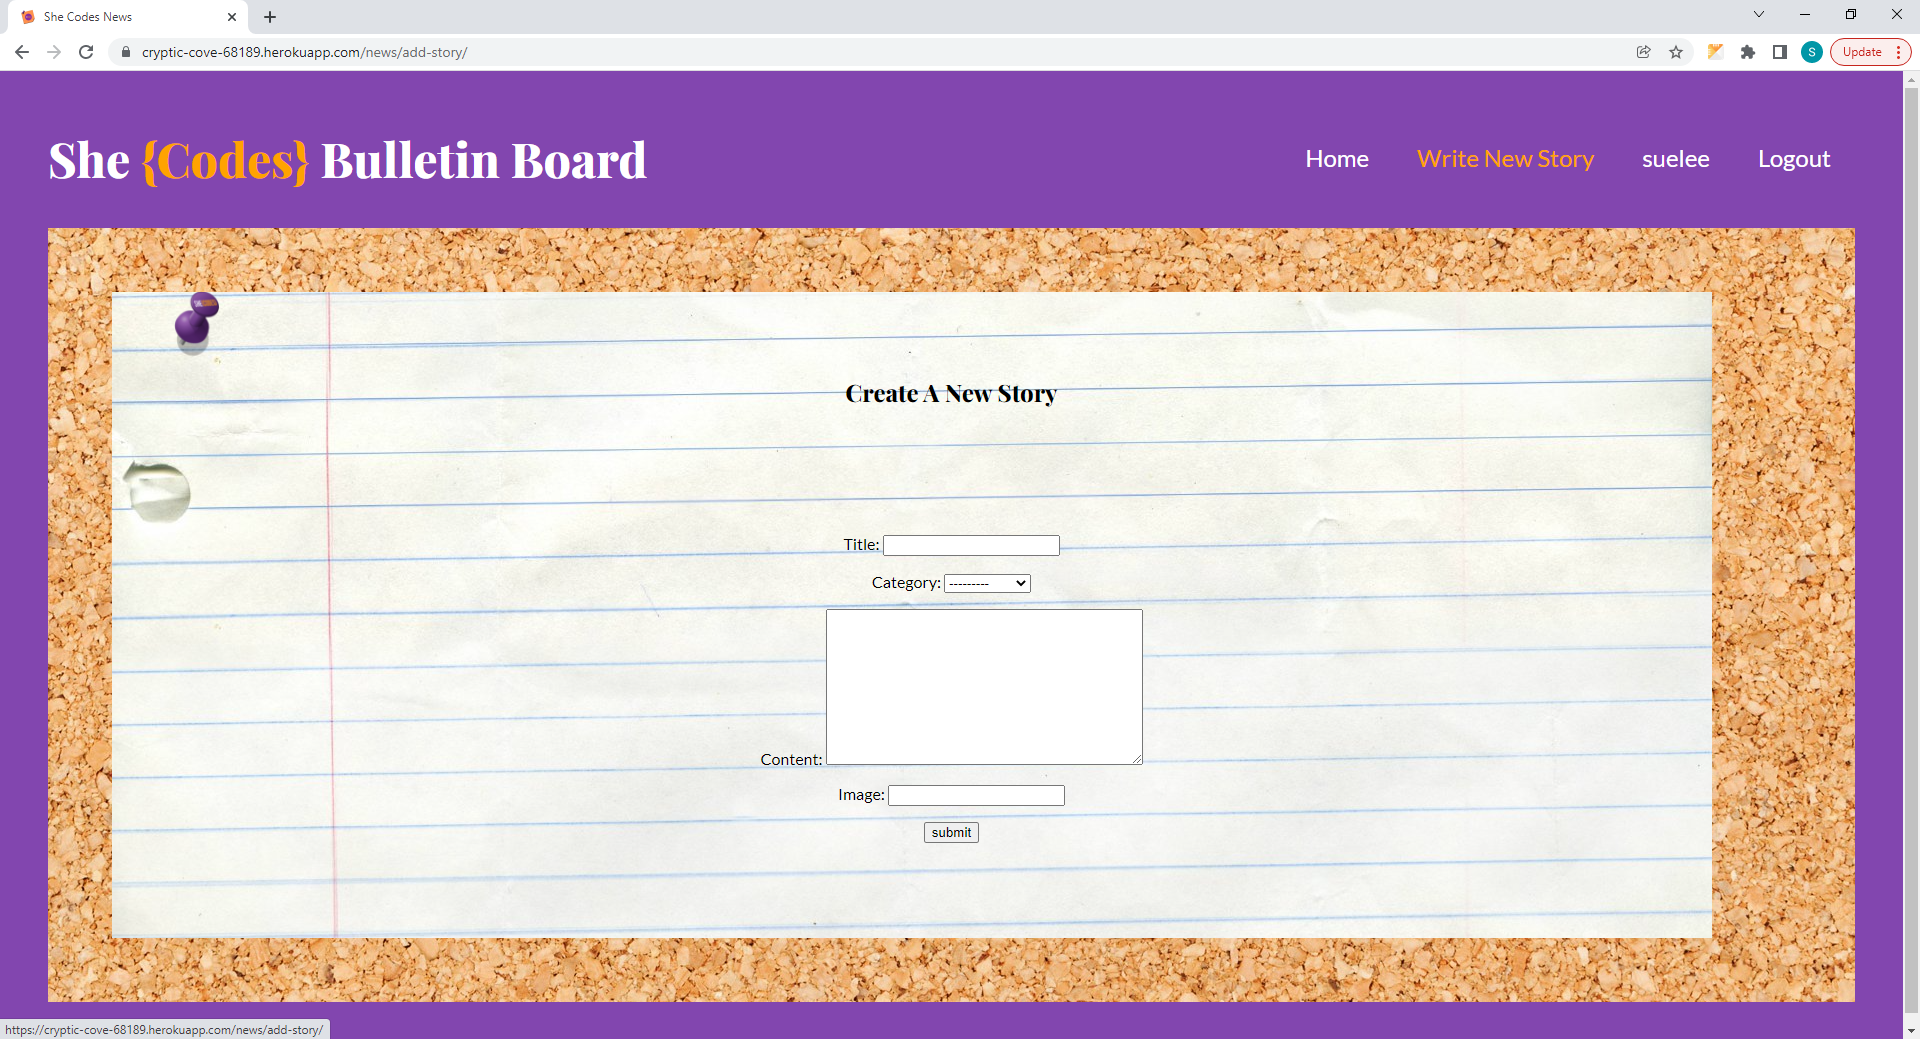 She Codes News
cryptic-cove-68189.herokuapp.com/news/add-story/
S
Update
She {Codes} Bulletin Board
Home
Write New Story
suelee
Logout
Create A New Story
Title:
Category: ---------
Content:
Image:
submit
https://cryptic-cove-68189.herokuapp.com/news/add-story/